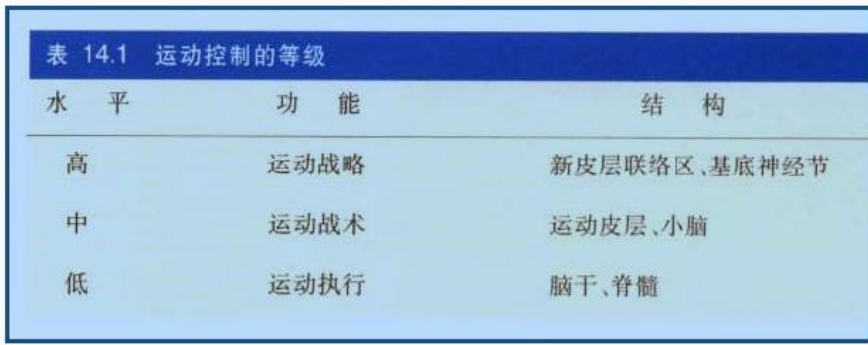 表 14.1 运动控制的等级
水 平 功 能 结 构
高 运动战略 新皮层联络区、基底神经节
中 运动战术 运动皮层、小脑
低 运动执行 脑干、脊髓